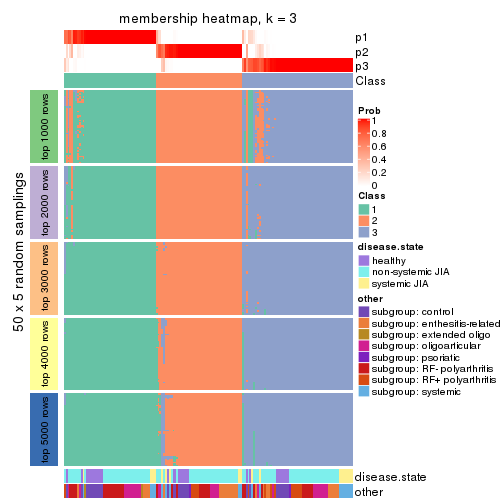 membership heatmap, k = 3
p1
p2
p3
Class
50 x 5 random samplings
top 1000 rows
top 2000 rows
top 3000 rows
top 4000 rows
top 5000 rows
Prob
1
0.8
0.6
0.4
0.2
0
Class
1
2
3
disease.state
healthy
non-systemic JIA
systemic JIA
other
subgroup: control
subgroup: enthesitis-related
subgroup: extended oligo
subgroup: oligoarticular
subgroup: psoriatic
subgroup: RF- polyarthritis
subgroup: RF+ polyarthritis
subgroup: systemic
disease.state
other